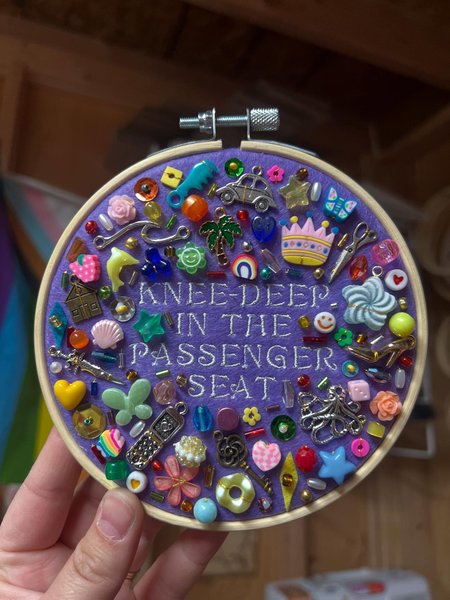 KNEE-DEEP
IN THE
PASSENGER
SEAT